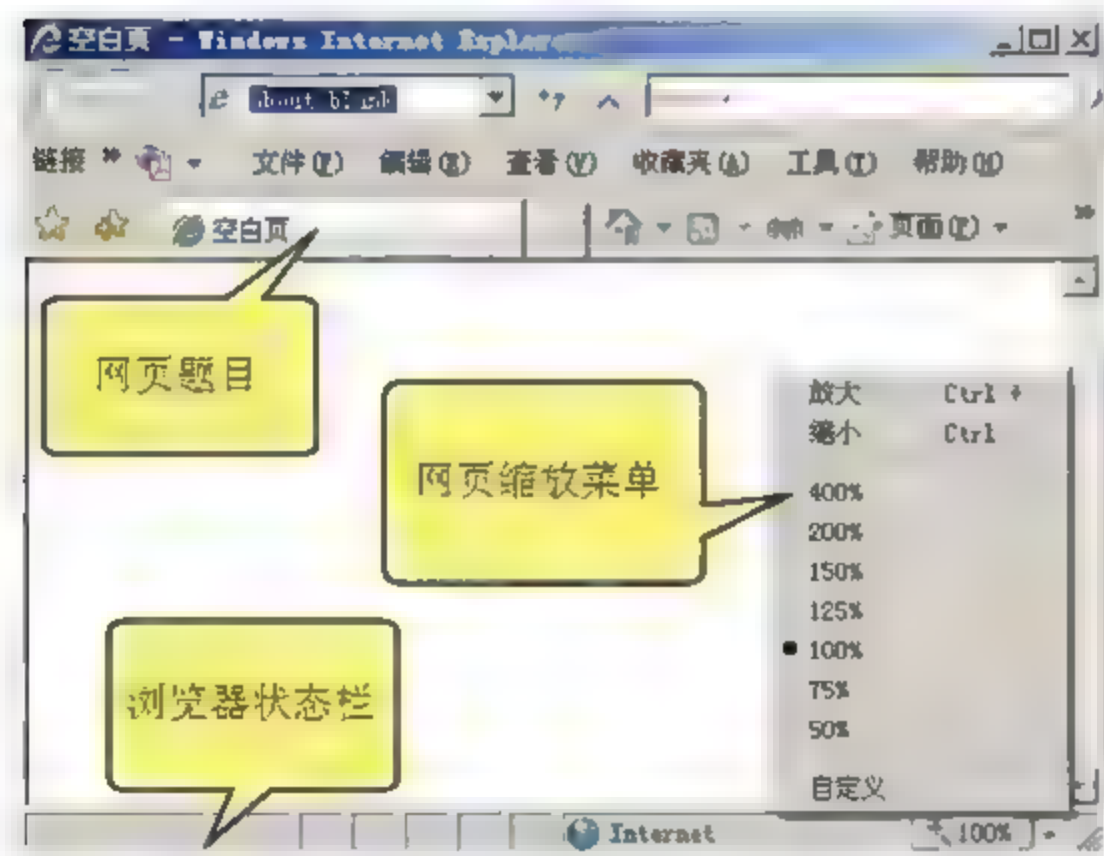 空白页 - Windows Internet Explorer
about:blank
链接 » 文件(F) 编辑(E) 查看(V) 收藏夹(A) 工具(T) 帮助(H)
空白页 页面(P) »
网页题目
放大 Ctrl +
缩小 Ctrl
网页缩放菜单
400%
200%
150%
125%
100%
浏览器状态栏
75%
50%
自定义
Internet 100%